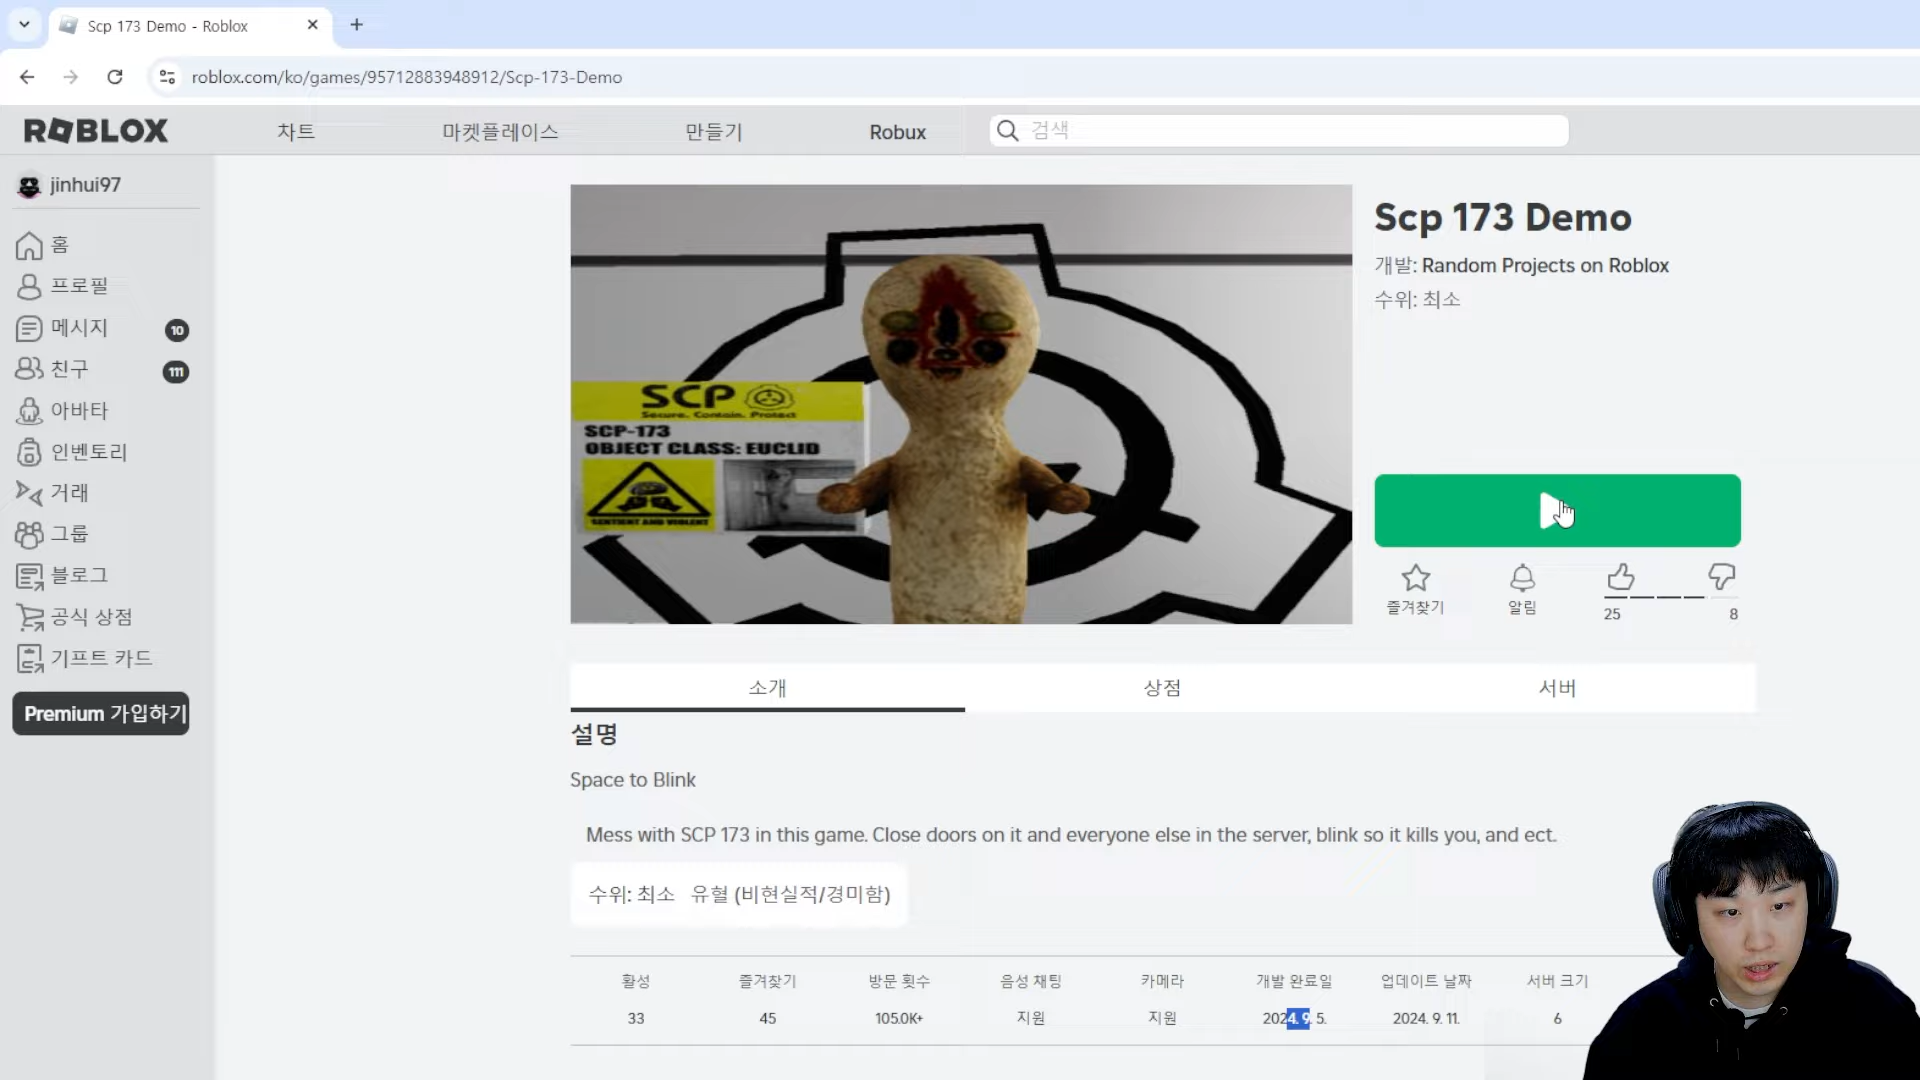 Scp 173 Demo - Roblox
roblox.com/ko/games/95712883948912/Scp-173-Demo
ROBLOX
차트
마켓플레이스
만들기
Robux
검색
jinhui97
홈
프로필
메시지 10
친구 111
아바타
인벤토리
거래
그룹
블로그
공식 상점
기프트 카드
Premium 가입하기
SCP
Secure. Contain. Protect
SCP-173
OBJECT CLASS: EUCLID
SENTIENT AND VIOLENT
Scp 173 Demo
개발: Random Projects on Roblox
수위: 최소
즐겨찾기
알림
25
8
소개
상점
서버
설명
Space to Blink
Mess with SCP 173 in this game. Close doors on it and everyone else in the server, blink so it kills you, and ect.
수위: 최소 유혈 (비현실적/경미함)
활성 즐겨찾기 방문 횟수 음성 채팅 카메라 개발 완료일 업데이트 날짜 서버 크기
33 45 105.0K+ 지원 지원 2024. 9. 5. 2024. 9. 11. 6